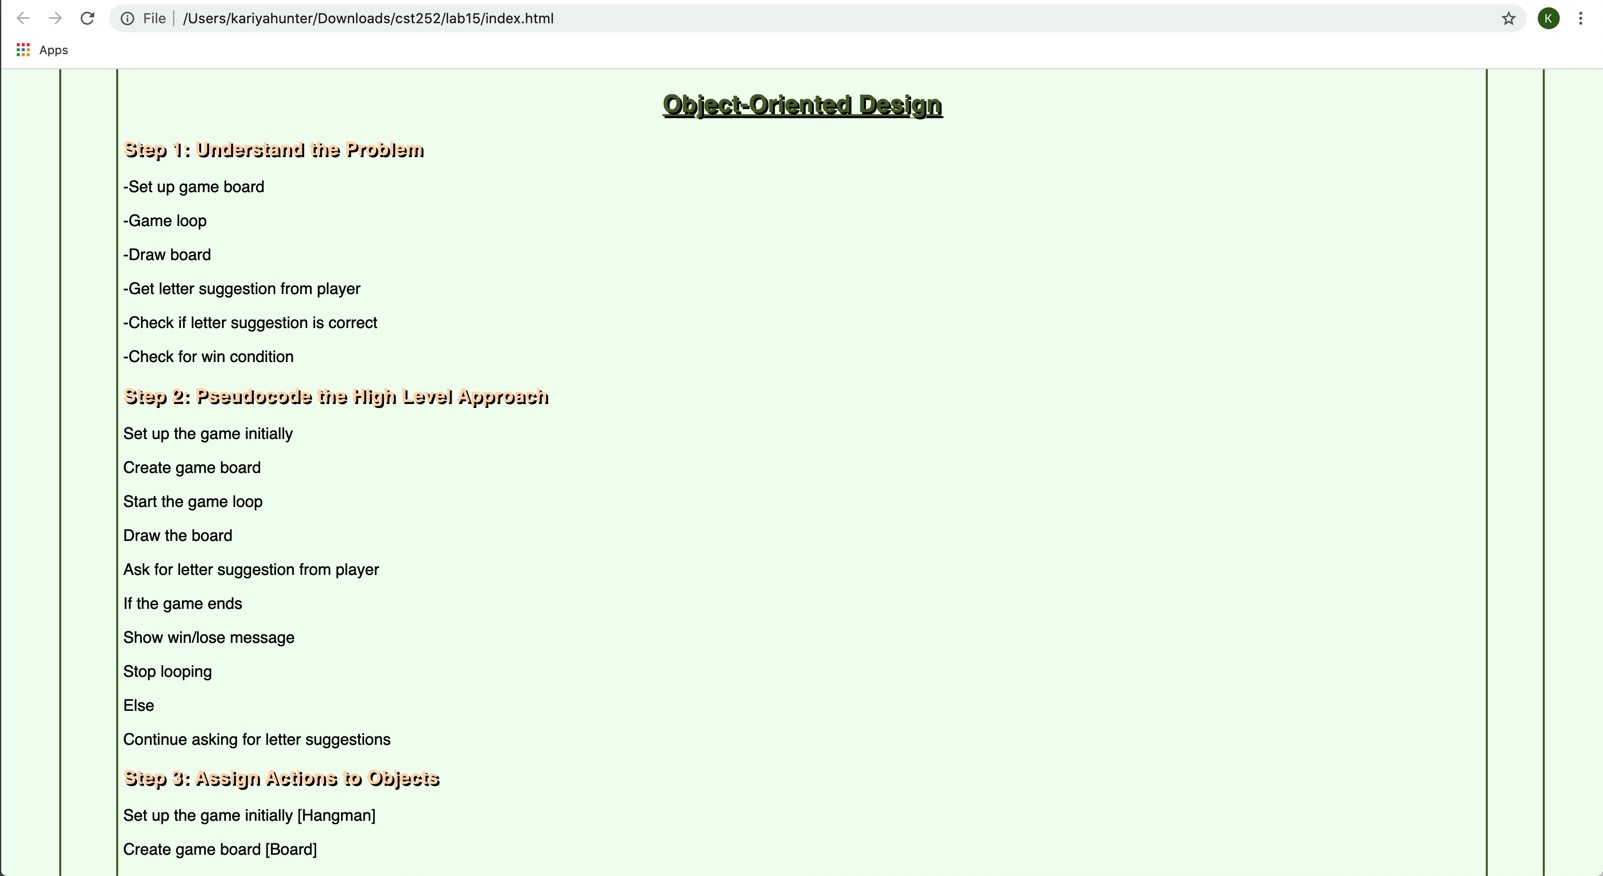 File /Users/kariyahunter/Downloads/cst252/lab15/index.html
K
Apps
Object-Oriented Design
Step 1: Understand the Problem
-Set up game board
-Game loop
-Draw board
-Get letter suggestion from player
-Check if letter suggestion is correct
-Check for win condition
Step 2: Pseudocode the High Level Approach
Set up the game initially
Create game board
Start the game loop
Draw the board
Ask for letter suggestion from player
If the game ends
Show win/lose message
Stop looping
Else
Continue asking for letter suggestions
Step 3: Assign Actions to Objects
Set up the game initially [Hangman]
Create game board [Board]